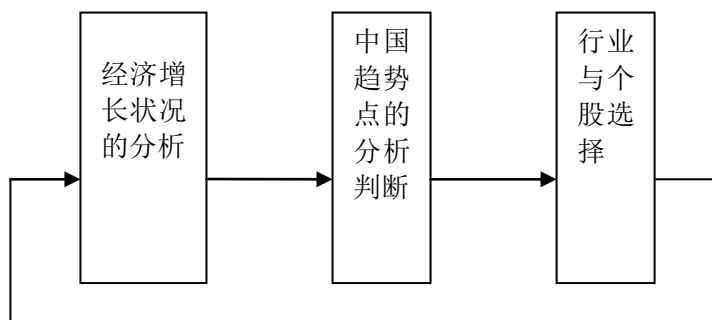 经济增
长状况
的分析
中国
趋势
点的
分析
判断
行业
与个
股选
择